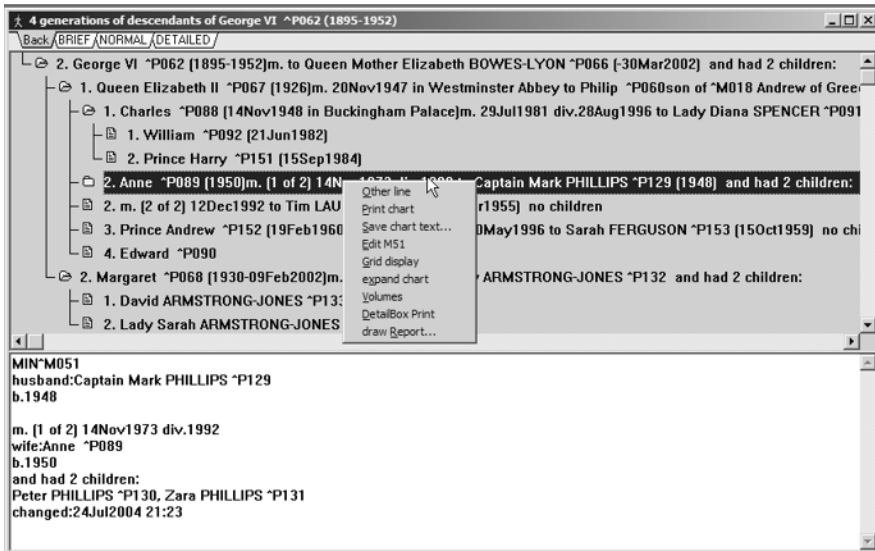 4 generations of descendants of George VI ^P062 (1895-1952)
Back BRIEF NORMAL DETAILED
2. George VI ^P062 (1895-1952)m. to Queen Mother Elizabeth BOWES-LYON ^P066 (-30Mar2002) and had 2 children:
1. Queen Elizabeth II ^P067 (1926)m. 20Nov1947 in Westminster Abbey to Philip ^P060son of ^M018 Andrew of Gree
1. Charles ^P088 (14Nov1948 in Buckingham Palace)m. 29Jul1981 div.28Aug1996 to Lady Diana SPENCER ^P091
1. William ^P092 (21Jun1982)
2. Prince Harry ^P151 (15Sep1984)
2. Anne ^P089 (1950)m. (1 of 2) 14N Captain Mark PHILLIPS ^P129 (1948) and had 2 children:
2. m. (2 of 2) 12Dec1992 to Tim LAU r1955) no children
3. Prince Andrew ^P152 (19Feb1960 0May1996 to Sarah FERGUSON ^P153 (15Oct1959) no chi
4. Edward ^P090
2. Margaret ^P068 (1930-09Feb2002)m. ARMSTRONG-JONES ^P132 and had 2 children:
1. David ARMSTRONG-JONES ^P133
2. Lady Sarah ARMSTRONG-JONES
Other line
Print chart
Save chart text...
Edit M51
Grid display
expand chart
Volumes
DetailBox Print
draw Report...
MIN^M051
husband:Captain Mark PHILLIPS ^P129
b.1948
m. (1 of 2) 14Nov1973 div.1992
wife:Anne ^P089
b.1950
and had 2 children:
Peter PHILLIPS ^P130, Zara PHILLIPS ^P131
changed:24Jul2004 21:23